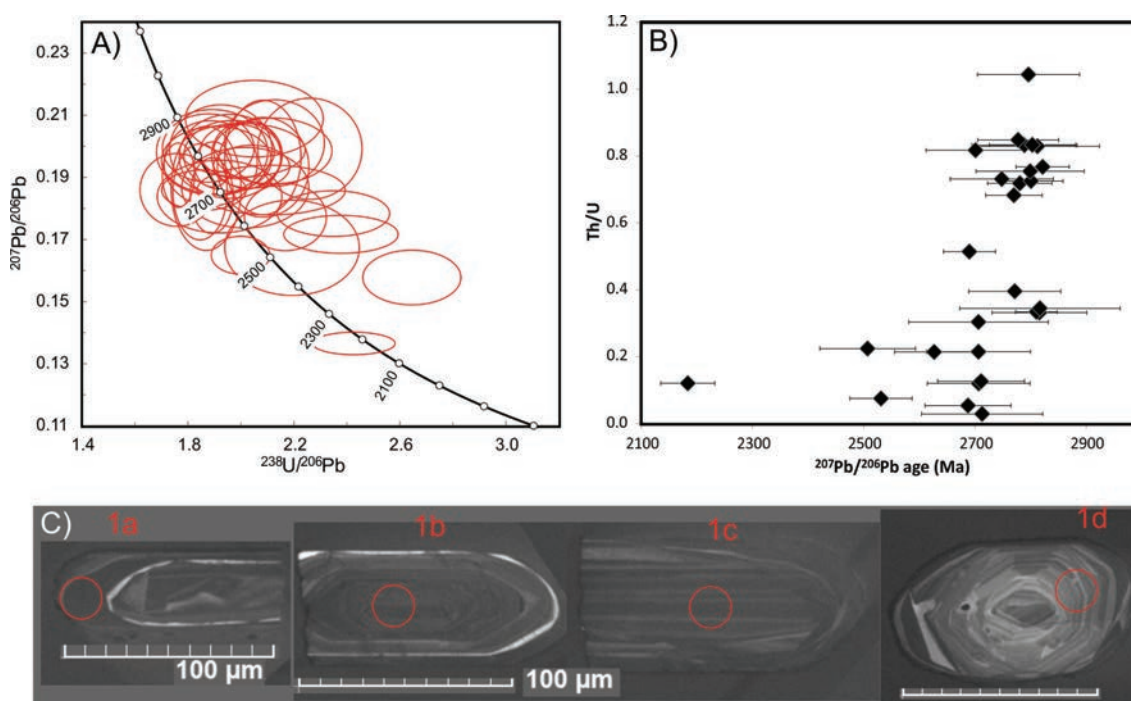 A)
0.23
0.21
0.19
0.17
0.15
0.13
0.11
²⁰⁷Pb/²⁰⁶Pb
2900
2700
2500
2300
2100
1.4
1.8
2.2
2.6
3.0
²³⁸U/²⁰⁶Pb
B)
1.2
1.0
0.8
0.6
0.4
0.2
0.0
Th/U
2100
2300
2500
2700
2900
²⁰⁷Pb/²⁰⁶Pb age (Ma)
C)
1a
1b
1c
1d
100 µm
100 µm